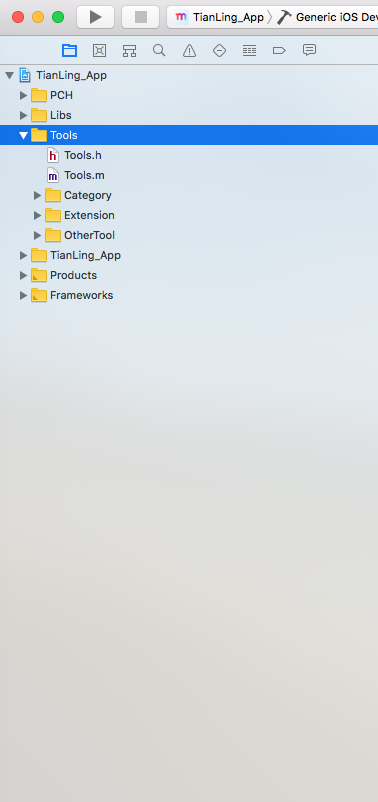 TianLing_App Generic iOS Dev
TianLing_App
PCH
Libs
Tools
Tools.h
Tools.m
Category
Extension
OtherTool
TianLing_App
Products
Frameworks